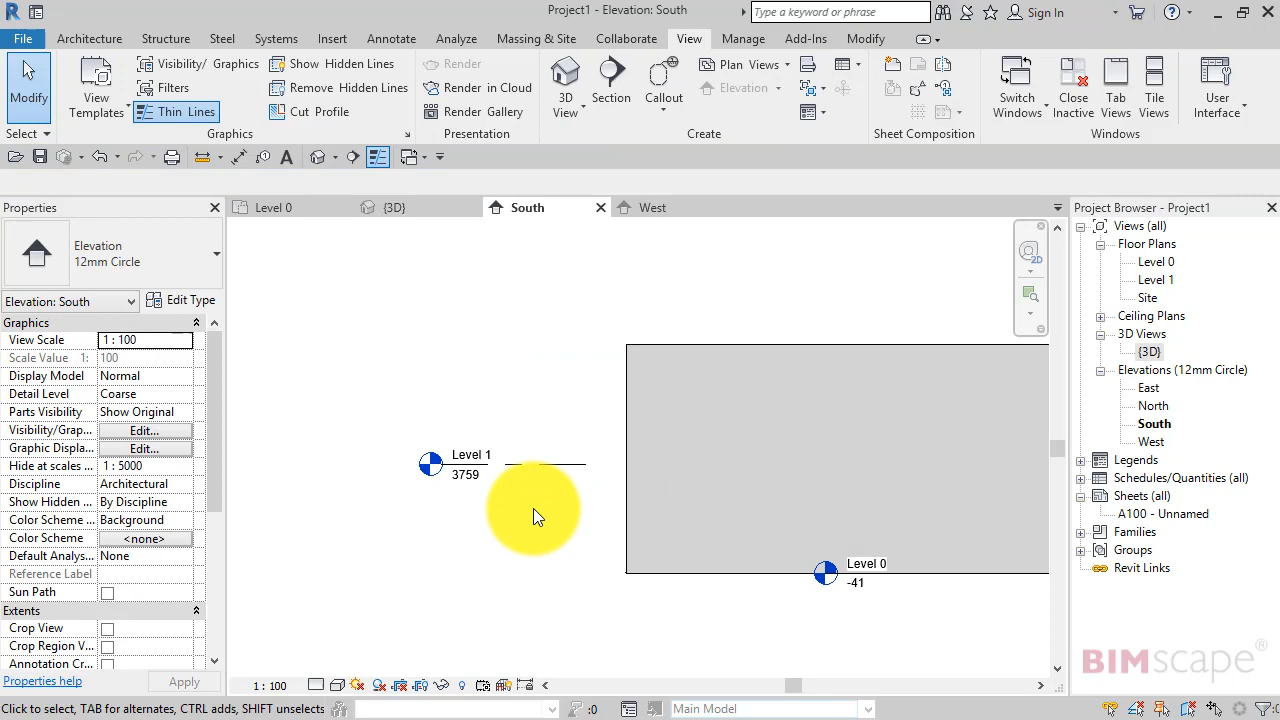 Project1 - Elevation: South
Type a keyword or phrase
Sign In
File Architecture Structure Steel Systems Insert Annotate Analyze Massing & Site Collaborate View Manage Add-Ins Modify
Modify
View
Templates
Visibility/ Graphics
Filters
Thin Lines
Show Hidden Lines
Remove Hidden Lines
Cut Profile
Render
Render in Cloud
Render Gallery
3D
View
Section
Callout
Plan Views
Elevation
Switch
Windows
Close
Inactive
Tab
Views
Tile
Views
User
Interface
Select
Graphics
Presentation
Create
Sheet Composition
Windows
A
Properties
Level 0
{3D}
South
West
Project Browser - Project1
Elevation
12mm Circle
Elevation: South
Edit Type
Graphics
View Scale 1 : 100
Scale Value 1: 100
Display Model Normal
Detail Level Coarse
Parts Visibility Show Original
Visibility/Grap... Edit...
Graphic Displa... Edit...
Hide at scales ... 1 : 5000
Discipline Architectural
Show Hidden ... By Discipline
Color Scheme ... Background
Color Scheme <none>
Default Analys... None
Reference Label
Sun Path
Extents
Crop View
Crop Region V...
Annotation Cr...
Properties help
Apply
2D
Level 1
3759
Level 0
-41
Views (all)
Floor Plans
Level 0
Level 1
Site
Ceiling Plans
3D Views
{3D}
Elevations (12mm Circle)
East
North
South
West
Legends
Schedules/Quantities (all)
Sheets (all)
A100 - Unnamed
Families
Groups
Revit Links
BIMscape®
1 : 100
Click to select, TAB for alternates, CTRL adds, SHIFT unselects
:0
Main Model
:0